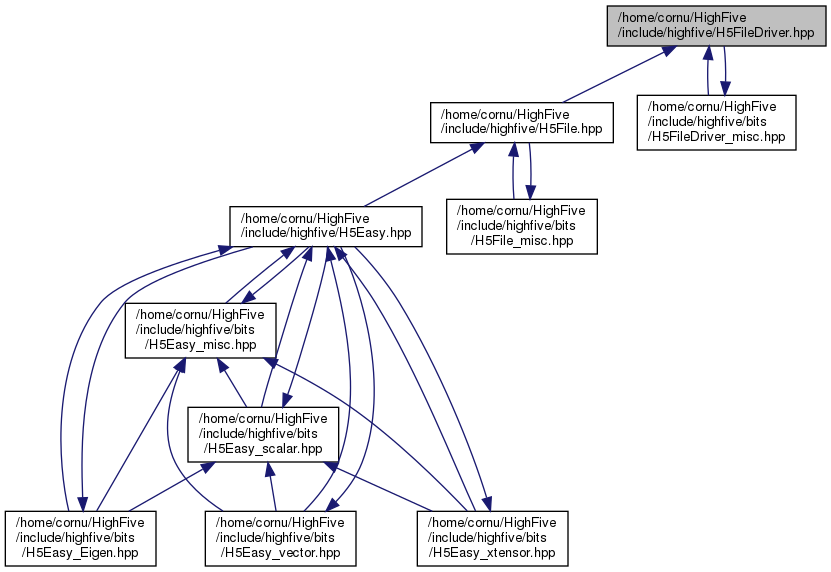 /home/cornu/HighFive
/include/highfive/H5FileDriver.hpp
/home/cornu/HighFive
/include/highfive/H5File.hpp
/home/cornu/HighFive
/include/highfive/bits
/H5FileDriver_misc.hpp
/home/cornu/HighFive
/include/highfive/H5Easy.hpp
/home/cornu/HighFive
/include/highfive/bits
/H5File_misc.hpp
/home/cornu/HighFive
/include/highfive/bits
/H5Easy_misc.hpp
/home/cornu/HighFive
/include/highfive/bits
/H5Easy_scalar.hpp
/home/cornu/HighFive
/include/highfive/bits
/H5Easy_Eigen.hpp
/home/cornu/HighFive
/include/highfive/bits
/H5Easy_vector.hpp
/home/cornu/HighFive
/include/highfive/bits
/H5Easy_xtensor.hpp